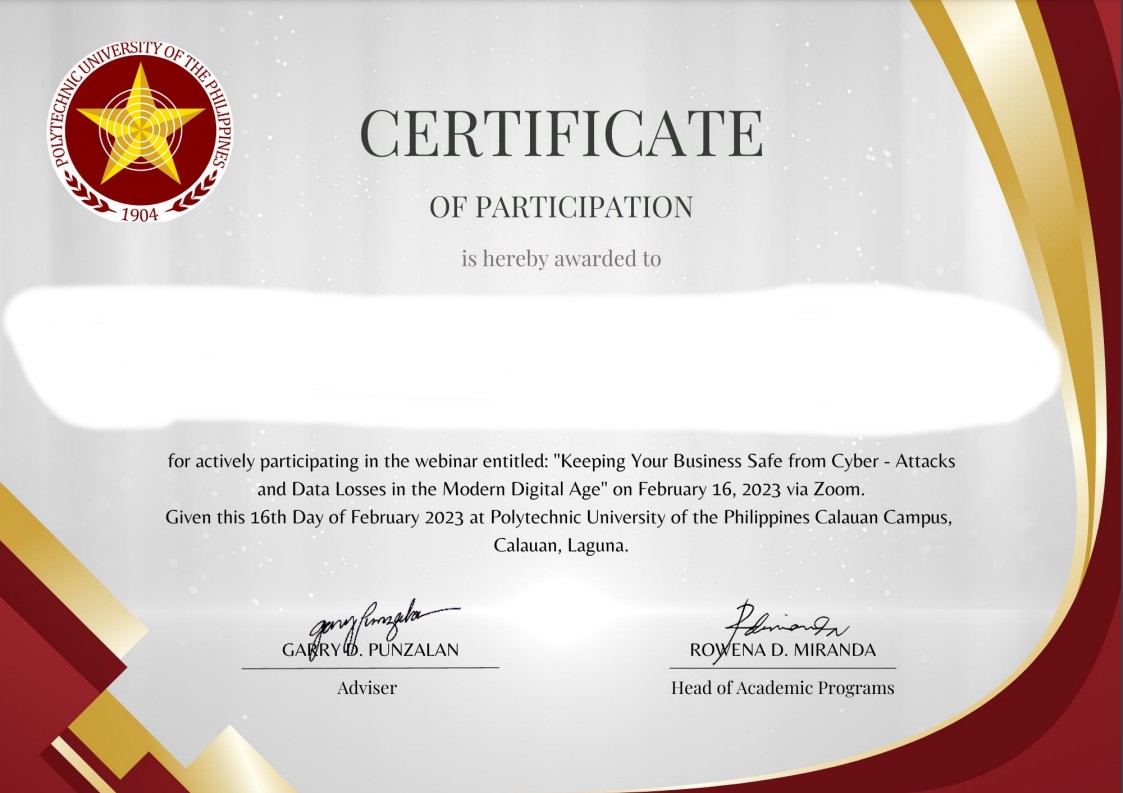 POLYTECHNIC UNIVERSITY OF THE PHILIPPINES
1904
CERTIFICATE
OF PARTICIPATION
is hereby awarded to
for actively participating in the webinar entitled: "Keeping Your Business Safe from Cyber - Attacks
and Data Losses in the Modern Digital Age" on February 16, 2023 via Zoom.
Given this 16th Day of February 2023 at Polytechnic University of the Philippines Calauan Campus,
Calauan, Laguna.
GARRY D. PUNZALAN
Adviser
ROWENA D. MIRANDA
Head of Academic Programs